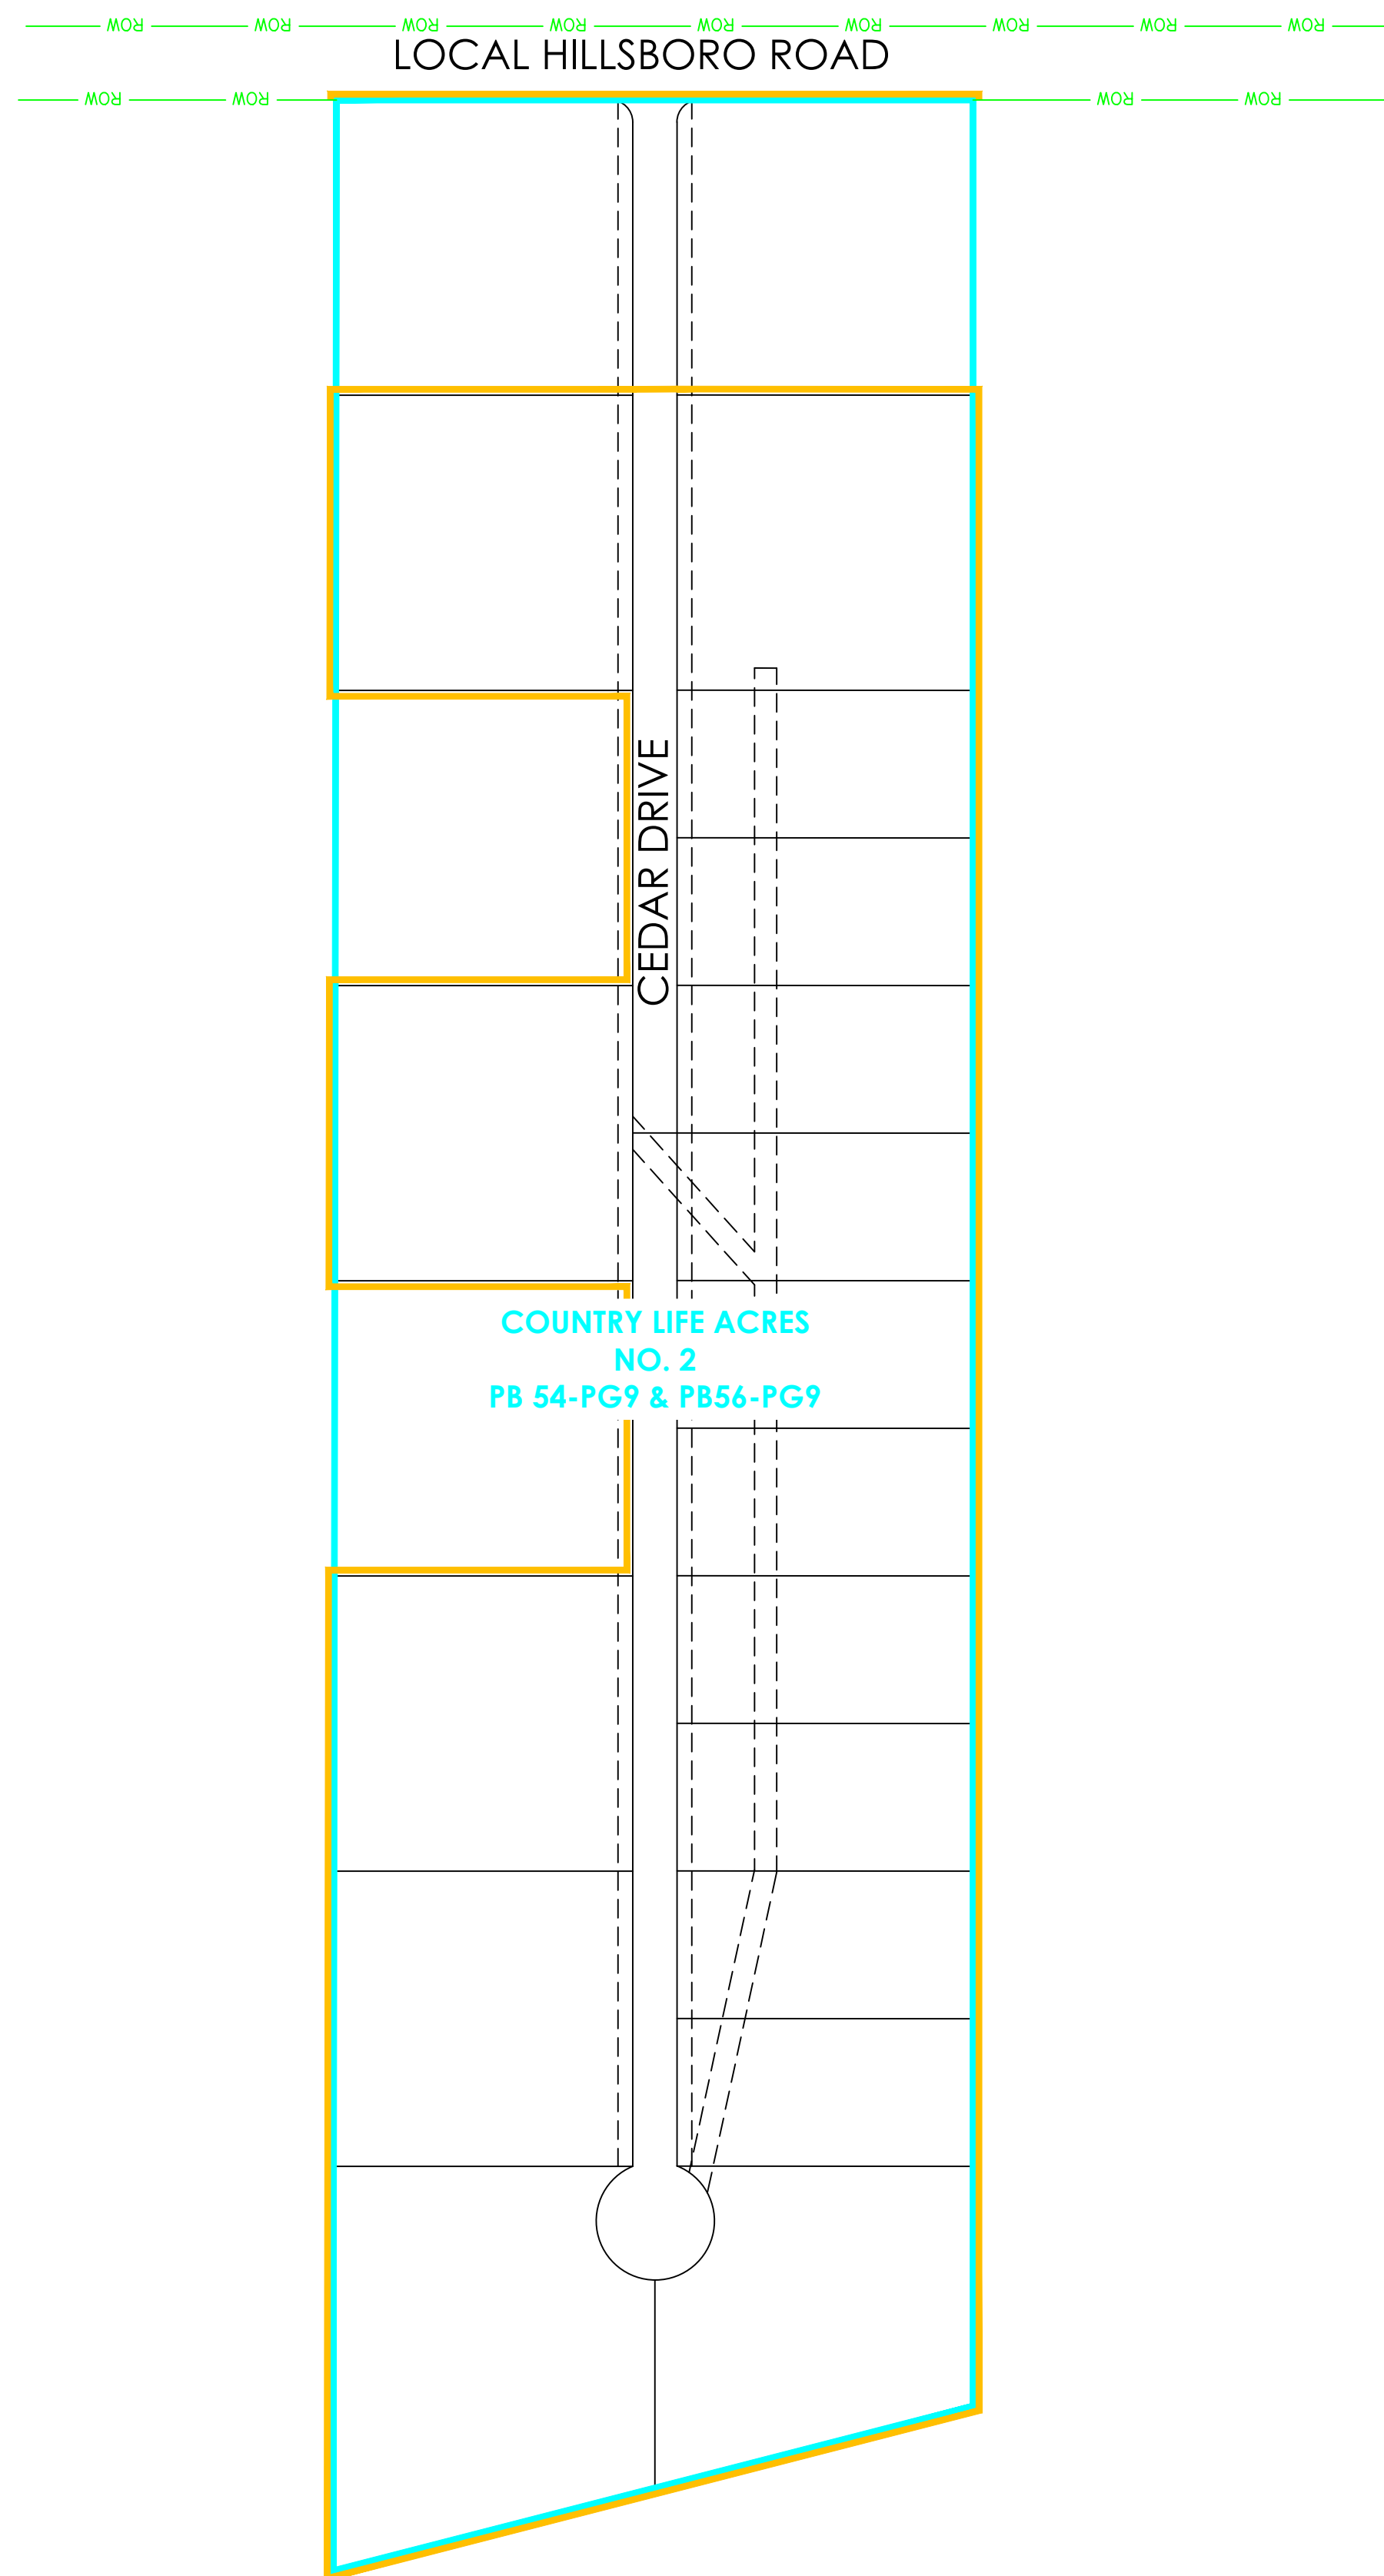 ROW ROW ROW ROW ROW ROW ROW ROW ROW
LOCAL HILLSBORO ROAD
ROW ROW ROW ROW
CEDAR DRIVE
COUNTRY LIFE ACRES
NO. 2
PB 54-PG9 & PB56-PG9